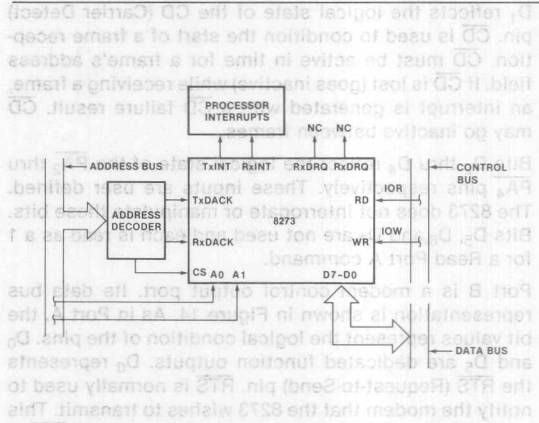 D₁ reflects the logical state of the CD (Carrier Detect)
pin. CD is used to condition the start of a frame recep-
tion. CD must be active in time for a frame's address
field. If CD is lost (goes inactive) while receiving a frame,
an interrupt is generated with a CD failure result. CD
may go inactive between frames.
PROCESSOR
INTERRUPTS
NC NC
ADDRESS BUS
TxINT RxINT RxDRQ RxDRQ
CONTROL
BUS
IOR
TxDACK RD
ADDRESS
DECODER
8273
IOW
RxDACK WR
CS A0 A1 D7-D0
DATA BUS
Bits thru state of the thru
pins respectively. These inputs are user defined.
The 8273 does not interrogate or manipulate these bits.
Bits D₅, D₆ are not used and each is read as a 1
for a Read Port A command.
Port B is a modem control output port. Its data bus
representation is shown in Figure 14. As in Port A, the
bit values represent the logical condition of the pins. D₀
and D₅ are dedicated function outputs. D₀ represents
the RTS (Request-to-Send) pin. RTS is normally used to
notify the modem that the 8273 wishes to transmit. This